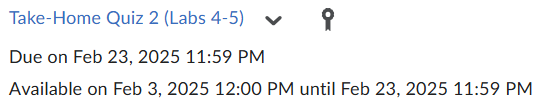 Take-Home Quiz 2 (Labs 4-5)
Due on Feb 23, 2025 11:59 PM
Available on Feb 3, 2025 12:00 PM until Feb 23, 2025 11:59 PM